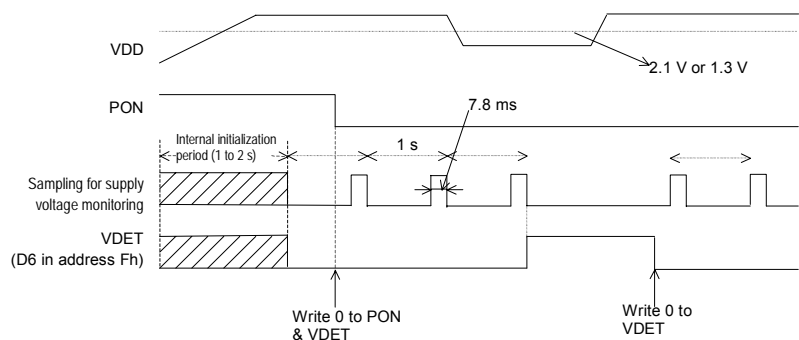 VDD
2.1 V or 1.3 V
PON
7.8 ms
Internal initialization
period (1 to 2 s)
1 s
Sampling for supply
voltage monitoring
VDET
(D6 in address Fh)
Write 0 to PON
& VDET
Write 0 to
VDET